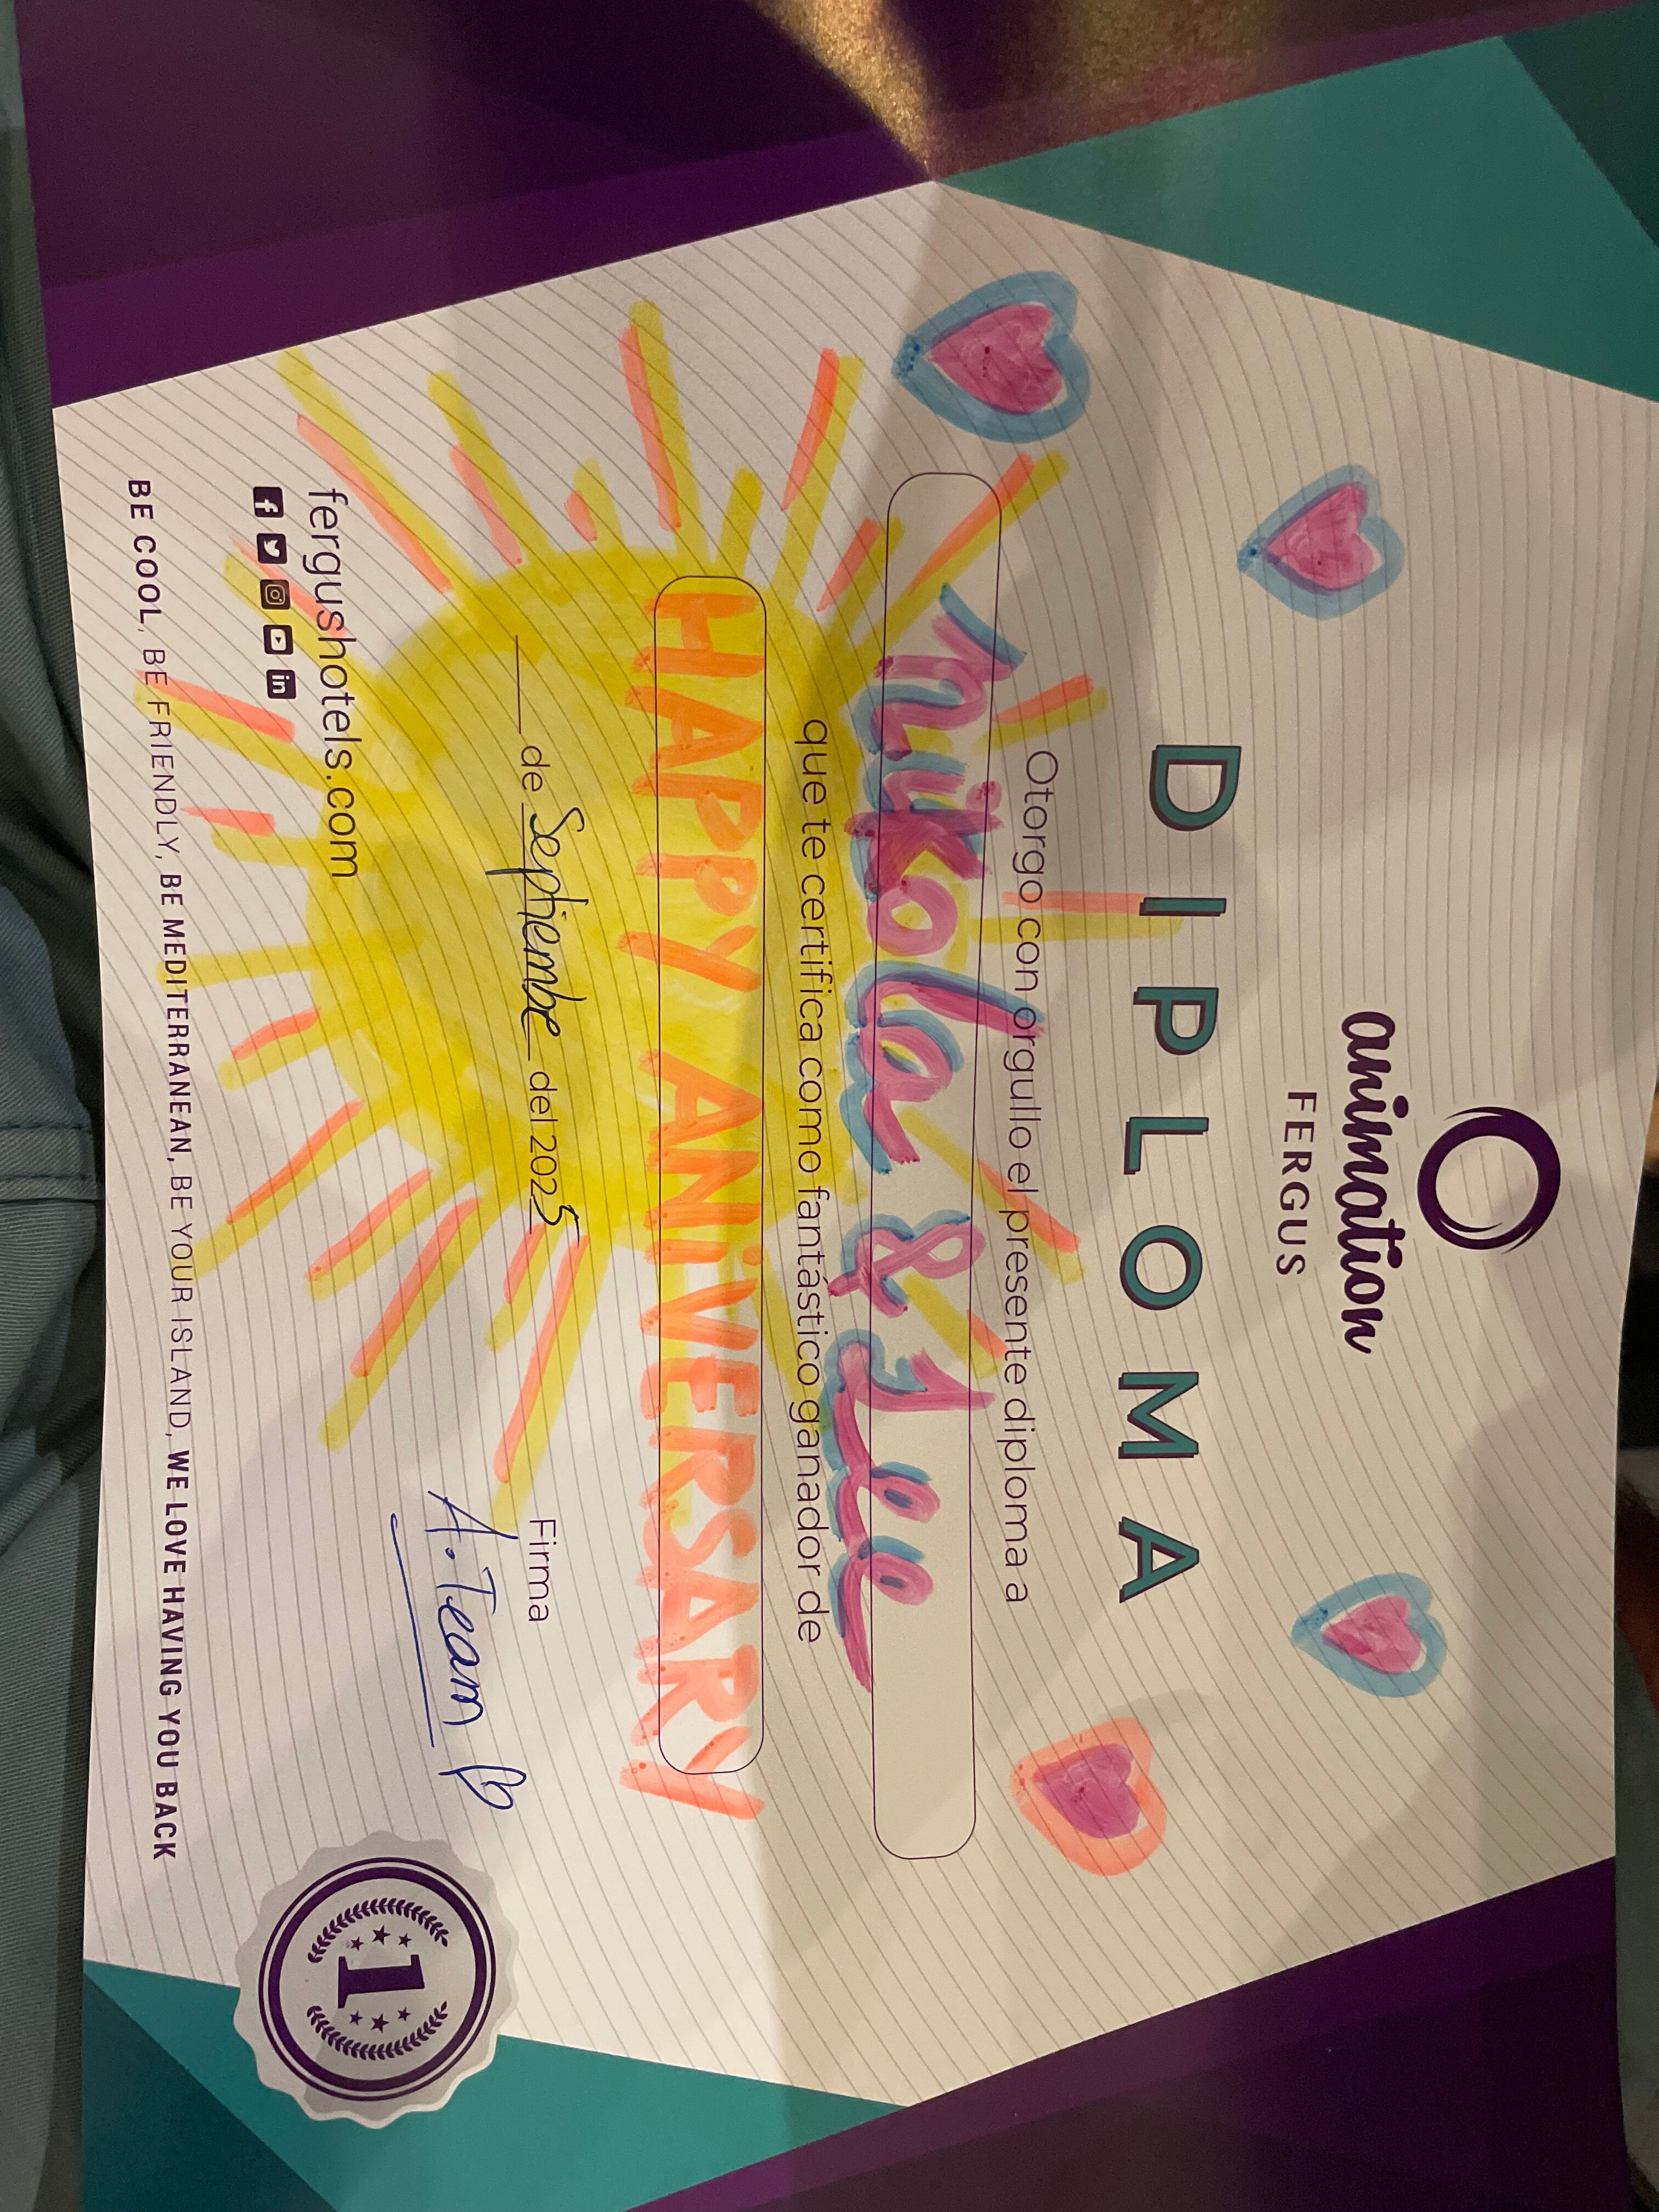 animation
FERGUS
DIPLOMA
Otorgo con orgullo el presente diploma a
Nikola & Lee
que te certifica como fantástico ganador de
HAPPY ANiVERSARY
de Septiembe del 2025
Firma
A.Team
fergushotels.com
BE COOL, BE FRIENDLY, BE MEDITERRANEAN, BE YOUR ISLAND, WE LOVE HAVING YOU BACK
1